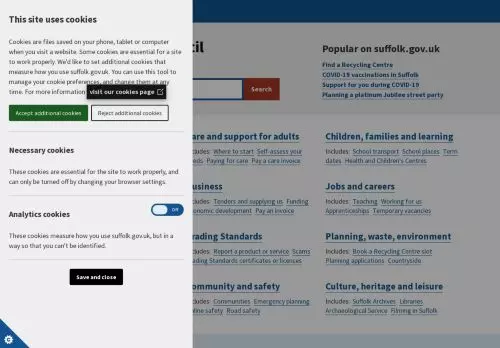 This site uses cookies
Cookies are files saved on your phone, tablet or computer
when you visit a website. Some cookies are essential for a site
to work properly. We'd like to set additional cookies that
measure how you use suffolk.gov.uk. You can use this tool to
manage your cookie preferences, and change them at any
time. For more information visit our cookies page
Accept additional cookies
Reject additional cookies
Necessary cookies
These cookies are essential for the site to work properly, and
can only be turned off by changing your browser settings.
Analytics cookies
Off
These cookies measure how you use suffolk.gov.uk, but in a
way so that you can't be identified.
Save and close
cil
Search
Popular on suffolk.gov.uk
Find a Recycling Centre
COVID-19 vaccinations in Suffolk
Support for you during COVID-19
Planning a platinum Jubilee street party
are and support for adults
Includes: Where to start Self-assess your
needs Paying for care Pay a care invoice
Children, families and learning
Includes: School transport School places Term
dates Health and Children's Centres
usiness
Includes: Tenders and supplying us Funding
conomic development Pay an invoice
Jobs and careers
Includes: Teaching Working for us
Apprenticeships Temporary vacancies
rading Standards
Includes: Report a product or service Scams
ading Standards certificates or licences
Planning, waste, environment
Includes: Book a Recycling Centre slot
Planning applications Countryside
ommunity and safety
Includes: Communities Emergency planning
nline safety Road safety
Culture, heritage and leisure
Includes: Suffolk Archives Libraries
Archaeological Service Filming in Suffolk